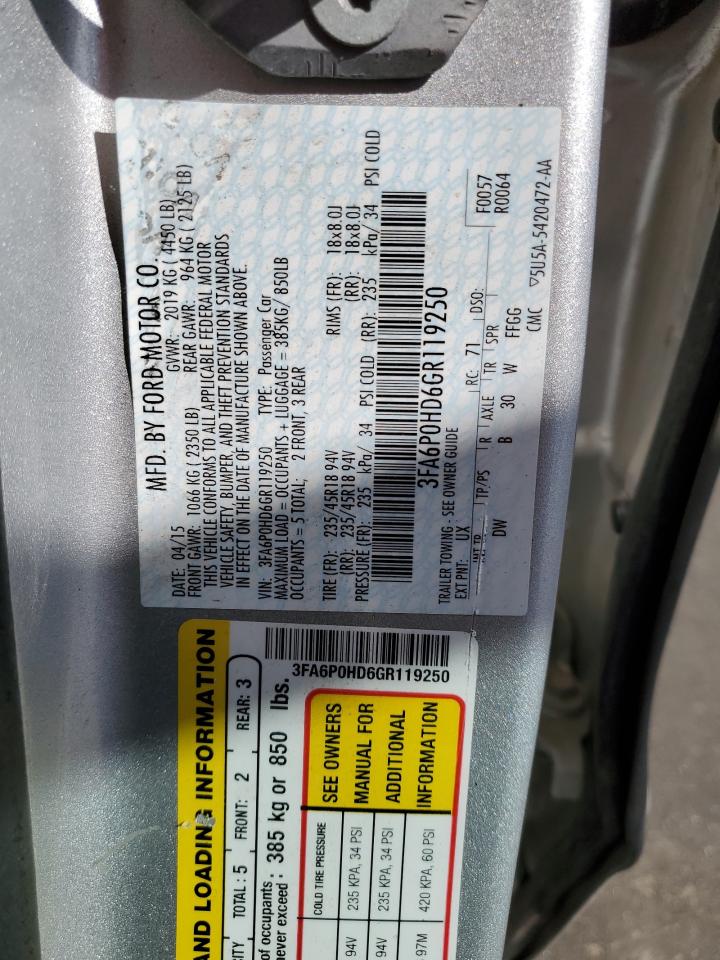 MFD. BY FORD MOTOR CO.
DATE: 04/15 GVWR: 2019 KG ( 4450 LB)
FRONT GAWR: 1066 KG ( 2350 LB) REAR GAWR: 964 KG ( 2125 LB)
THIS VEHICLE CONFORMS TO ALL APPLICABLE FEDERAL MOTOR
VEHICLE SAFETY, BUMPER, AND THEFT PREVENTION STANDARDS
IN EFFECT ON THE DATE OF MANUFACTURE SHOWN ABOVE.
VIN: 3FA6P0HD6GR119250 TYPE: Passenger Car
MAXIMUM LOAD = OCCUPANTS + LUGGAGE = 385KG/ 850LB
OCCUPANTS = 5 TOTAL; 2 FRONT, 3 REAR
TIRE (FR): 235/45R18 94V RIMS (FR): 18x8.0J
(RR): 235/45R18 94V (RR): 18x8.0J
PRESSURE (FR): 235 kPa/ 34 PSI COLD (RR): 235 kPa/ 34 PSI COLD
3FA6P0HD6GR119250
TRAILER TOWING - SEE OWNER GUIDE
EXT PNT: UX RC: 71 DSO:
INT TR TP/PS R AXLE TR SPR
DW B 30 W FFGG
F0057
R0064
CMC ▽5U5A-5420472-AA
AND LOADING INFORMATION
CITY TOTAL: 5 FRONT: 2 REAR: 3
of occupants
never exceed: 385 kg or 850 lbs.
3FA6P0HD6GR119250
COLD TIRE PRESSURE SEE OWNERS
94V 235 KPA, 34 PSI MANUAL FOR
94V 235 KPA, 34 PSI ADDITIONAL
97M 420 KPA, 60 PSI INFORMATION